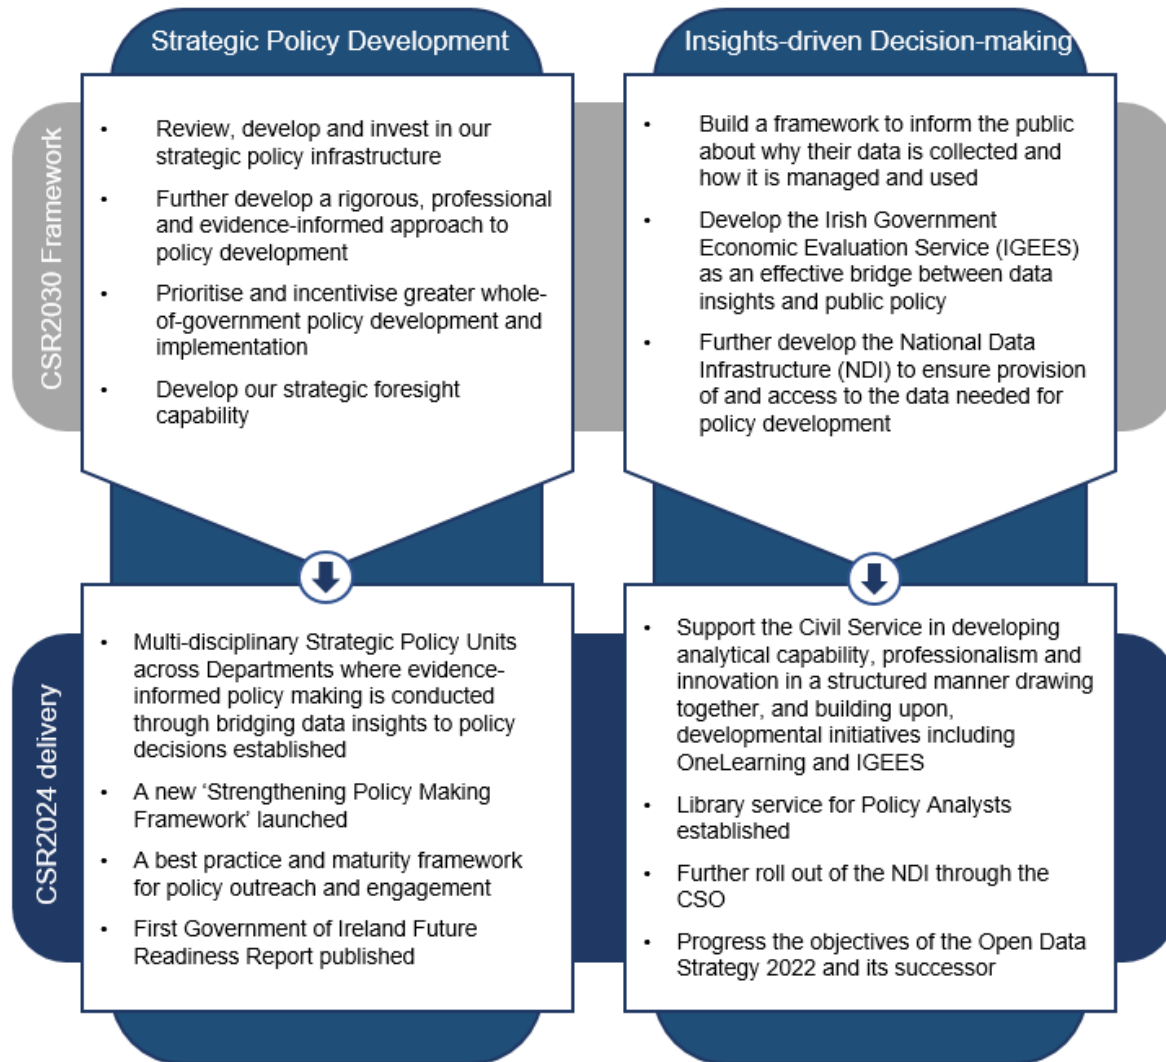 Strategic Policy Development
Insights-driven Decision-making
CSR2030 Framework
• Review, develop and invest in our
strategic policy infrastructure
• Further develop a rigorous, professional
and evidence-informed approach to
policy development
• Prioritise and incentivise greater whole-
of-government policy development and
implementation
• Develop our strategic foresight
capability
• Build a framework to inform the public
about why their data is collected and
how it is managed and used
• Develop the Irish Government
Economic Evaluation Service (IGEES)
as an effective bridge between data
insights and public policy
• Further develop the National Data
Infrastructure (NDI) to ensure provision
of and access to the data needed for
policy development
CSR2024 delivery
• Multi-disciplinary Strategic Policy Units
across Departments where evidence-
informed policy making is conducted
through bridging data insights to policy
decisions established
• A new ‘Strengthening Policy Making
Framework’ launched
• A best practice and maturity framework
for policy outreach and engagement
• First Government of Ireland Future
Readiness Report published
• Support the Civil Service in developing
analytical capability, professionalism and
innovation in a structured manner drawing
together, and building upon,
developmental initiatives including
OneLearning and IGEES
• Library service for Policy Analysts
established
• Further roll out of the NDI through the
CSO
• Progress the objectives of the Open Data
Strategy 2022 and its successor